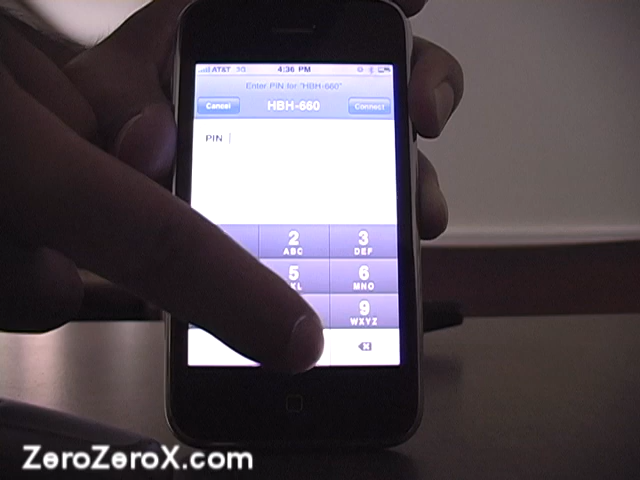 AT&T 3G 4:36 PM
Enter PIN for "HBH-660"
Cancel HBH-660 Connect
PIN
2 3
ABC DEF
5 6
KL MNO
9
WXYZ
ZeroZeroX.com